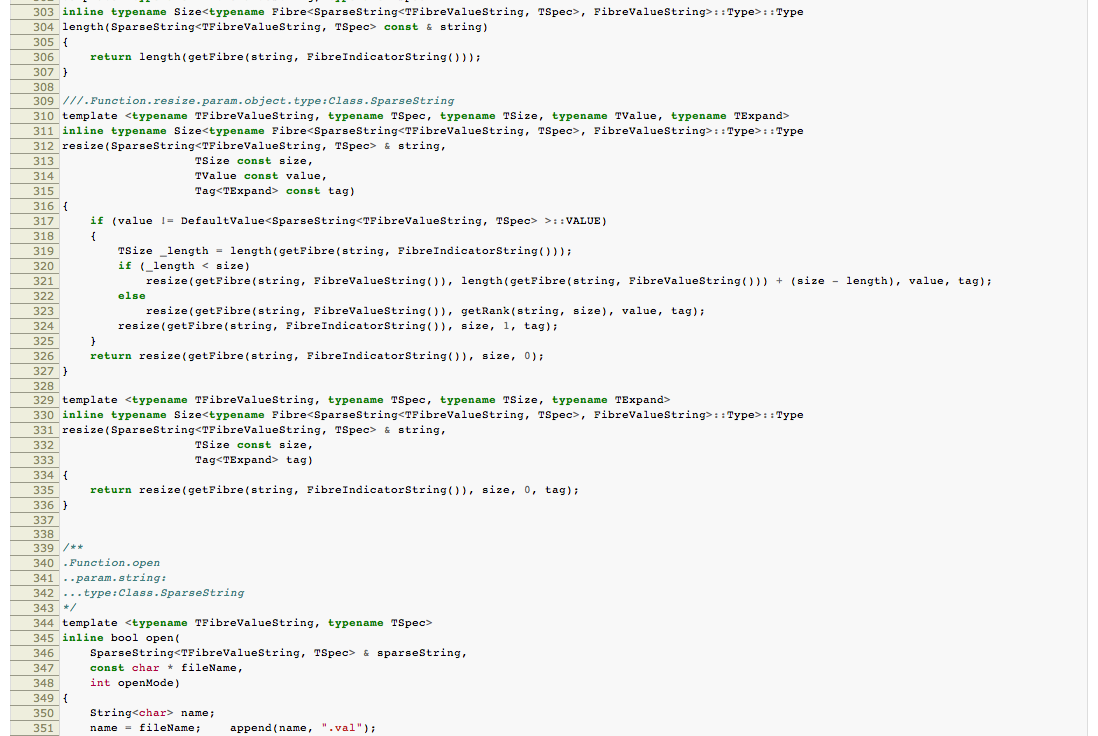 303 inline typename Size<typename Fibre<SparseString<TFibreValueString, TSpec>, FibreValueString>::Type>::Type
304 length(SparseString<TFibreValueString, TSpec> const & string)
305 {
306     return length(getFibre(string, FibreIndicatorString()));
307 }
308
309 ///.Function.resize.param.object.type:Class.SparseString
310 template <typename TFibreValueString, typename TSpec, typename TSize, typename TValue, typename TExpand>
311 inline typename Size<typename Fibre<SparseString<TFibreValueString, TSpec>, FibreValueString>::Type>::Type
312 resize(SparseString<TFibreValueString, TSpec> & string,
313                    TSize const size,
314                    TValue const value,
315                    Tag<TExpand> const tag)
316 {
317     if (value != DefaultValue<SparseString<TFibreValueString, TSpec> >::VALUE)
318     {
319         TSize _length = length(getFibre(string, FibreIndicatorString()));
320         if (_length < size)
321             resize(getFibre(string, FibreValueString()), length(getFibre(string, FibreValueString())) + (size - length), value, tag);
322         else
323             resize(getFibre(string, FibreValueString()), getRank(string, size), value, tag);
324         resize(getFibre(string, FibreIndicatorString()), size, 1, tag);
325     }
326     return resize(getFibre(string, FibreIndicatorString()), size, 0);
327 }
328
329 template <typename TFibreValueString, typename TSpec, typename TSize, typename TExpand>
330 inline typename Size<typename Fibre<SparseString<TFibreValueString, TSpec>, FibreValueString>::Type>::Type
331 resize(SparseString<TFibreValueString, TSpec> & string,
332                    TSize const size,
333                    Tag<TExpand> tag)
334 {
335     return resize(getFibre(string, FibreIndicatorString()), size, 0, tag);
336 }
337
338
339 /**
340 .Function.open
341 ..param.string:
342 ...type:Class.SparseString
343 */
344 template <typename TFibreValueString, typename TSpec>
345 inline bool open(
346     SparseString<TFibreValueString, TSpec> & sparseString,
347     const char * fileName,
348     int openMode)
349 {
350     String<char> name;
351     name = fileName;    append(name, ".val");